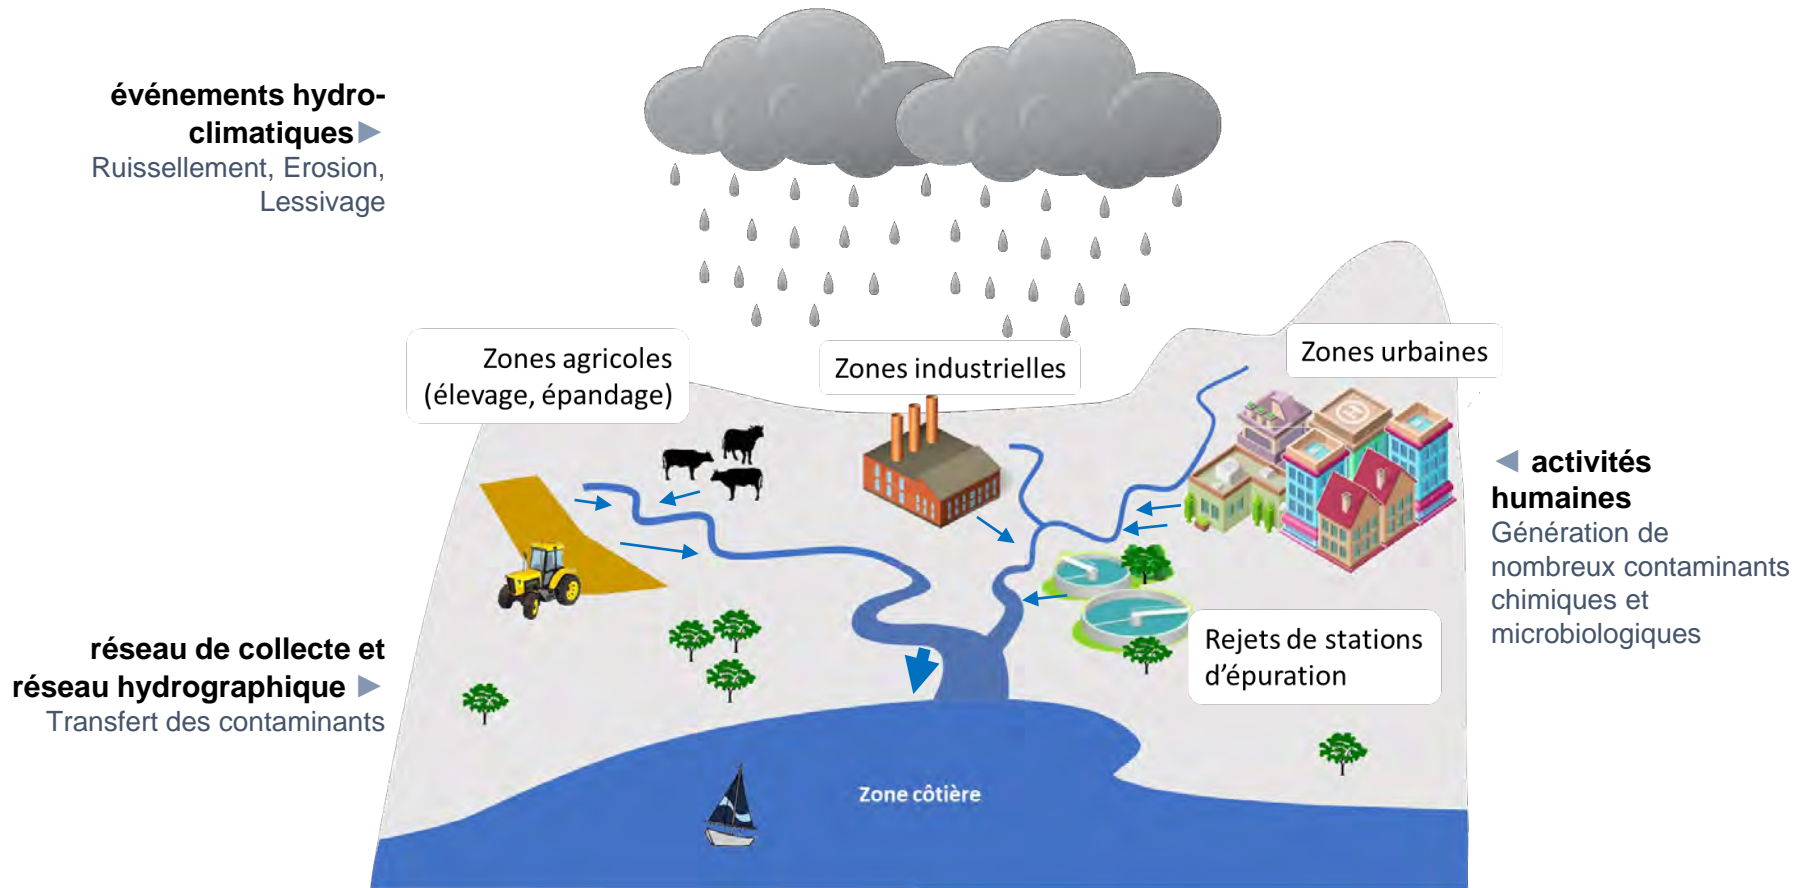 événements hydro-
climatiques ►
Ruissellement, Erosion,
Lessivage
Zones agricoles
(élevage, épandage)
Zones industrielles
Zones urbaines
◄ activités
humaines
Génération de
nombreux contaminants
chimiques et
microbiologiques
réseau de collecte et
réseau hydrographique ►
Transfert des contaminants
Rejets de stations
d'épuration
Zone côtière
H